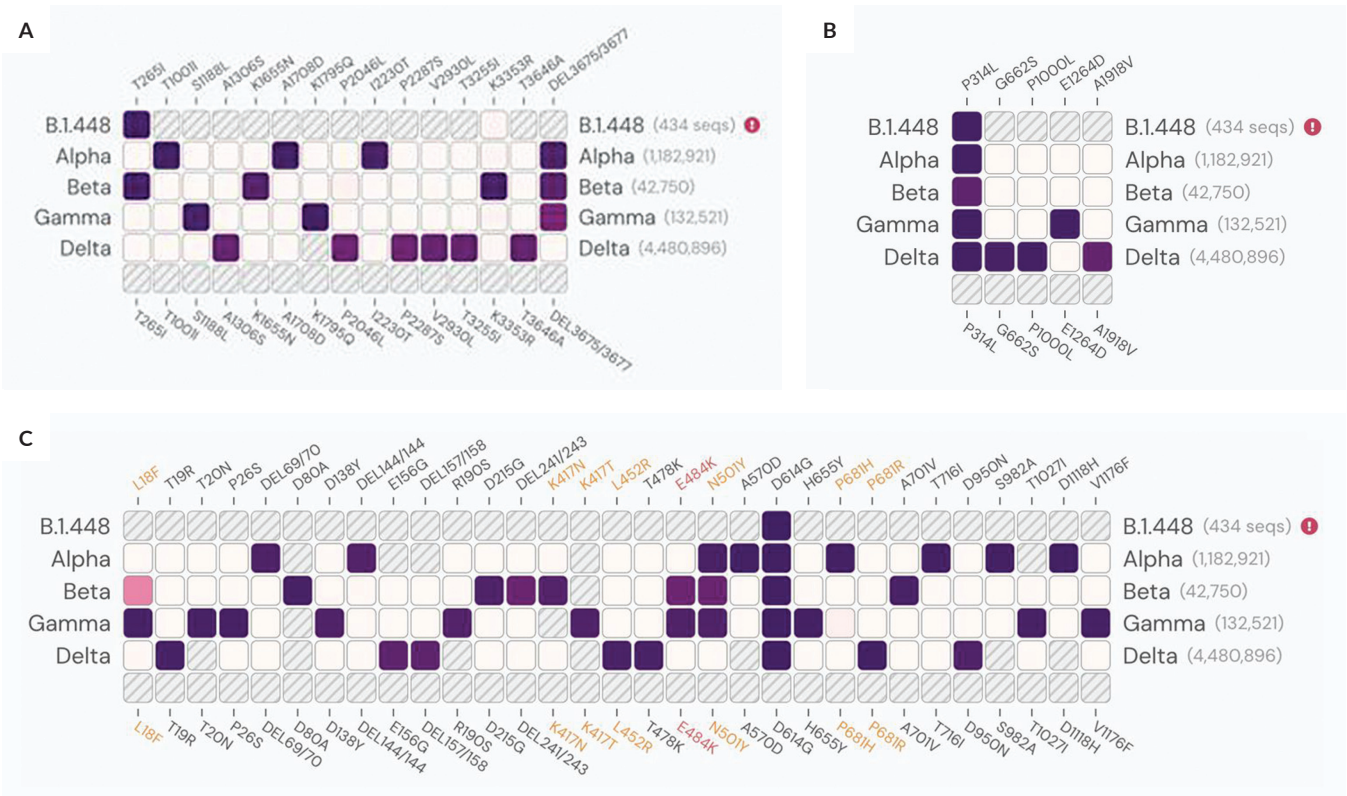 A
T265I T1001I S1188L A1306S K1655N A1708D K1795Q P2046L I2230T P2287S V2930L T3255I K3353R T3646A DEL3675/3677
B.1.448 B.1.448 (434 seqs) !
Alpha Alpha (1,182,921)
Beta Beta (42,750)
Gamma Gamma (132,521)
Delta Delta (4,480,896)
T265I T1001I S1188L A1306S K1655N A1708D K1795Q P2046L I2230T P2287S V2930L T3255I K3353R T3646A DEL3675/3677
B
P314L G662S P1000L E1264D A1918V
B.1.448 B.1.448 (434 seqs) !
Alpha Alpha (1,182,921)
Beta Beta (42,750)
Gamma Gamma (132,521)
Delta Delta (4,480,896)
P314L G662S P1000L E1264D A1918V
C
L18F T19R T20N P26S DEL69/70 D80A D138Y DEL144/144 E156G DEL157/158 R190S D215G DEL241/243 K417N K417T L452R T478K E484K N501Y A570D D614G H655Y P681H P681R A701V T716I D950N S982A T1027I D1118H V1176F
B.1.448 B.1.448 (434 seqs) !
Alpha Alpha (1,182,921)
Beta Beta (42,750)
Gamma Gamma (132,521)
Delta Delta (4,480,896)
L18F T19R T20N P26S DEL69/70 D80A D138Y DEL144/144 E156G DEL157/158 R190S D215G DEL241/243 K417N K417T L452R T478K E484K N501Y A570D D614G H655Y P681H P681R A701V T716I D950N S982A T1027I D1118H V1176F